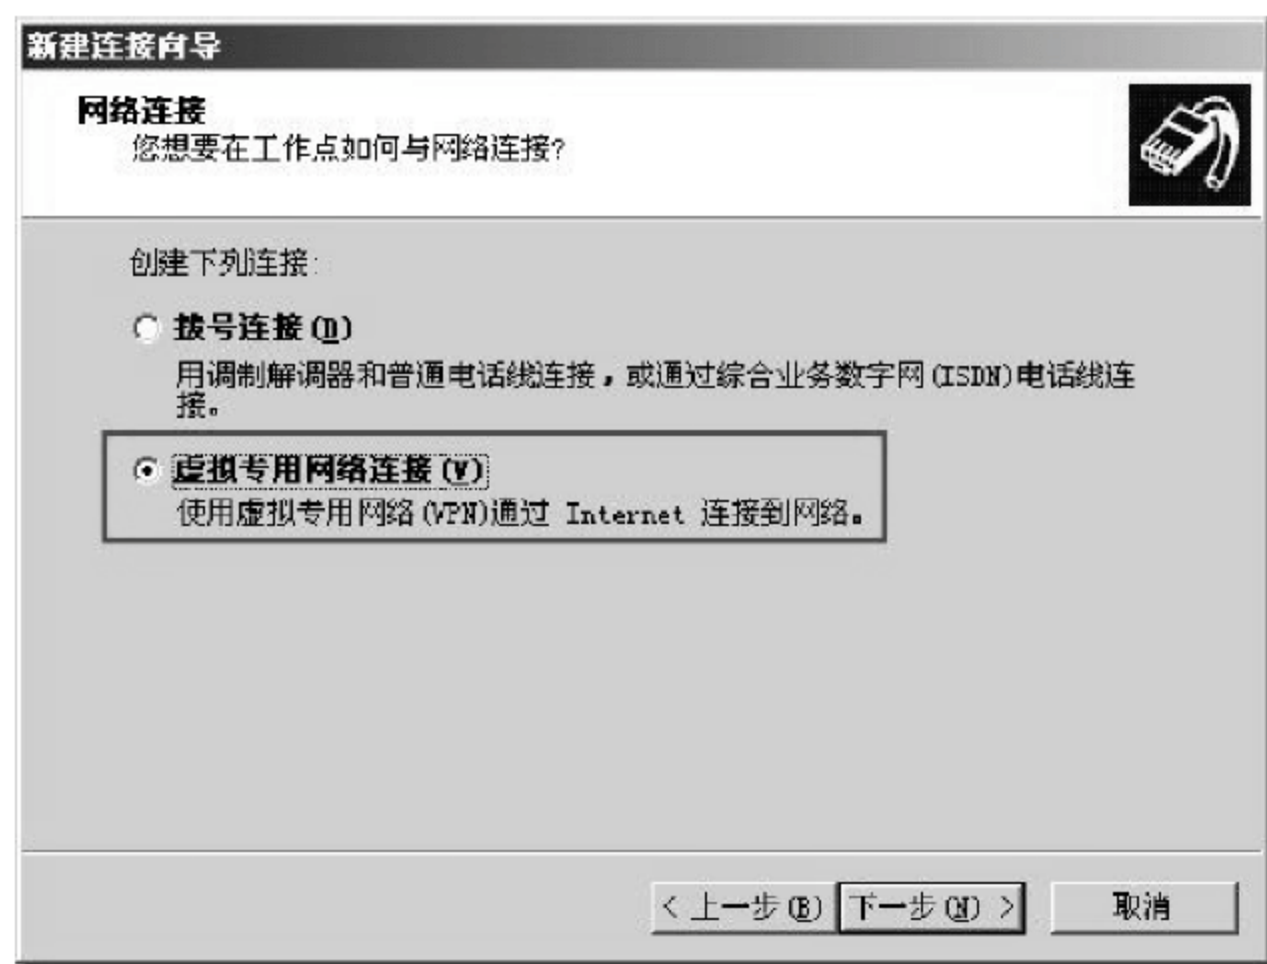 新建连接向导
网络连接
您想要在工作点如何与网络连接?
创建下列连接:
拨号连接(D)
用调制解调器和普通电话线连接，或通过综合业务数字网(ISDN)电话线连
接。
虚拟专用网络连接(V)
使用虚拟专用网络(VPN)通过 Internet 连接到网络。
< 上一步(B)
下一步(N) >
取消